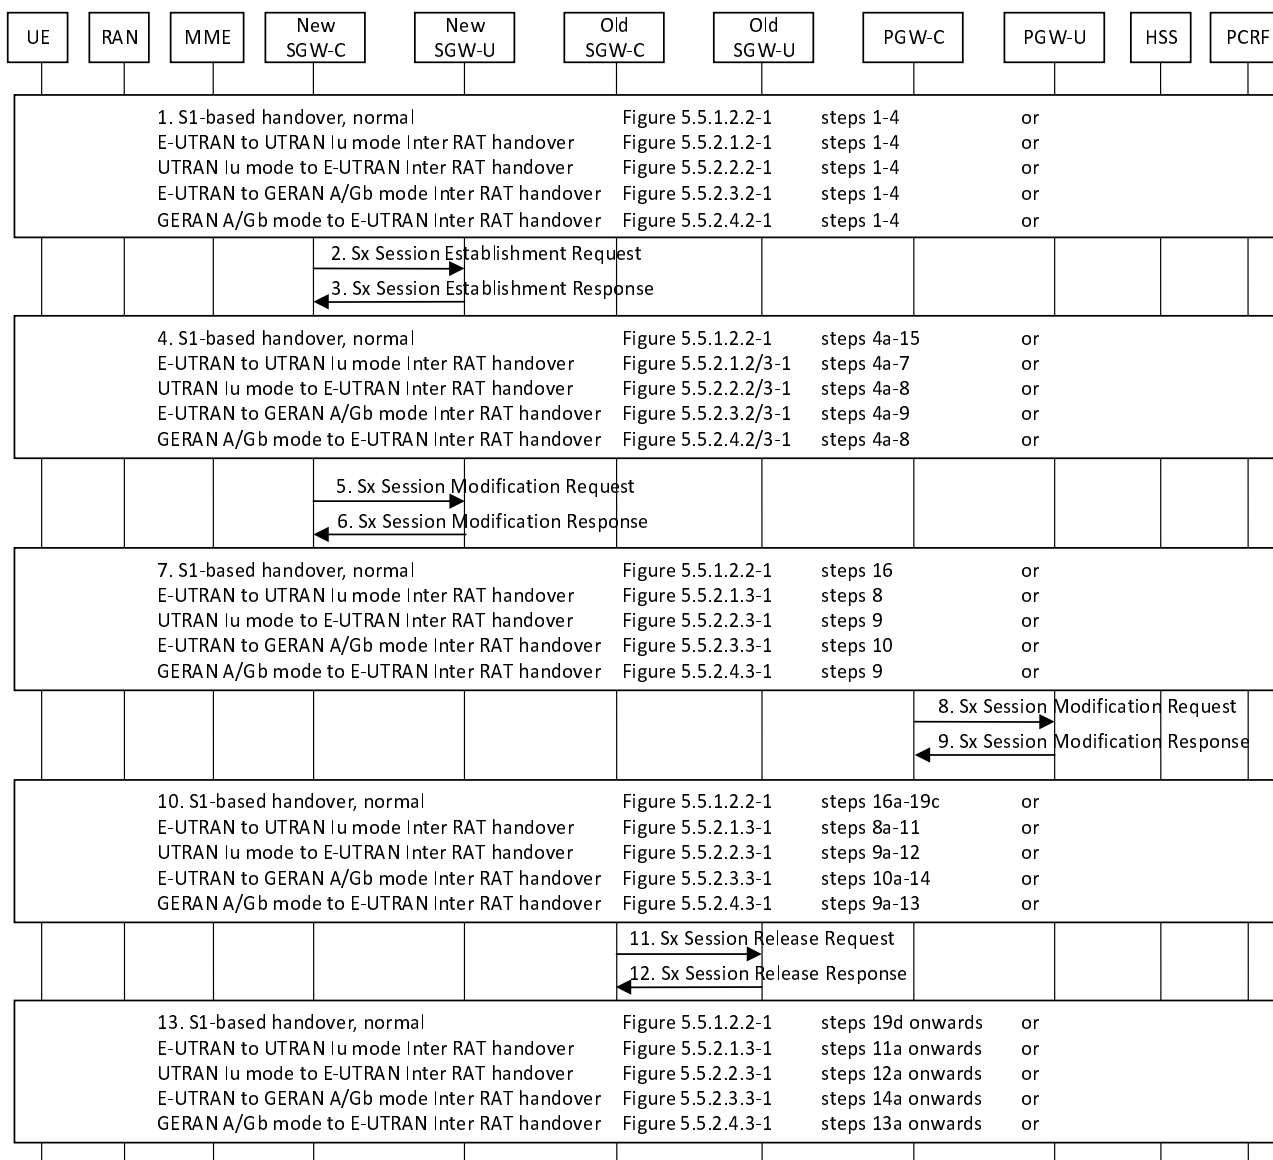 UE
RAN
MME
New
SGW-C
New
SGW-U
Old
SGW-C
Old
SGW-U
PGW-C
PGW-U
HSS
PCRF
1. S1-based handover, normal Figure 5.5.1.2.2-1 steps 1-4 or
E-UTRAN to UTRAN Iu mode Inter RAT handover Figure 5.5.2.1.2-1 steps 1-4 or
UTRAN Iu mode to E-UTRAN Inter RAT handover Figure 5.5.2.2.2-1 steps 1-4 or
E-UTRAN to GERAN A/Gb mode Inter RAT handover Figure 5.5.2.3.2-1 steps 1-4 or
GERAN A/Gb mode to E-UTRAN Inter RAT handover Figure 5.5.2.4.2-1 steps 1-4 or
2. Sx Session Establishment Request
3. Sx Session Establishment Response
4. S1-based handover, normal Figure 5.5.1.2.2-1 steps 4a-15 or
E-UTRAN to UTRAN Iu mode Inter RAT handover Figure 5.5.2.1.2/3-1 steps 4a-7 or
UTRAN Iu mode to E-UTRAN Inter RAT handover Figure 5.5.2.2.2/3-1 steps 4a-8 or
E-UTRAN to GERAN A/Gb mode Inter RAT handover Figure 5.5.2.3.2/3-1 steps 4a-9 or
GERAN A/Gb mode to E-UTRAN Inter RAT handover Figure 5.5.2.4.2/3-1 steps 4a-8 or
5. Sx Session Modification Request
6. Sx Session Modification Response
7. S1-based handover, normal Figure 5.5.1.2.2-1 steps 16 or
E-UTRAN to UTRAN Iu mode Inter RAT handover Figure 5.5.2.1.3-1 steps 8 or
UTRAN Iu mode to E-UTRAN Inter RAT handover Figure 5.5.2.2.3-1 steps 9 or
E-UTRAN to GERAN A/Gb mode Inter RAT handover Figure 5.5.2.3.3-1 steps 10 or
GERAN A/Gb mode to E-UTRAN Inter RAT handover Figure 5.5.2.4.3-1 steps 9 or
8. Sx Session Modification Request
9. Sx Session Modification Response
10. S1-based handover, normal Figure 5.5.1.2.2-1 steps 16a-19c or
E-UTRAN to UTRAN Iu mode Inter RAT handover Figure 5.5.2.1.3-1 steps 8a-11 or
UTRAN Iu mode to E-UTRAN Inter RAT handover Figure 5.5.2.2.3-1 steps 9a-12 or
E-UTRAN to GERAN A/Gb mode Inter RAT handover Figure 5.5.2.3.3-1 steps 10a-14 or
GERAN A/Gb mode to E-UTRAN Inter RAT handover Figure 5.5.2.4.3-1 steps 9a-13 or
11. Sx Session Release Request
12. Sx Session Release Response
13. S1-based handover, normal Figure 5.5.1.2.2-1 steps 19d onwards or
E-UTRAN to UTRAN Iu mode Inter RAT handover Figure 5.5.2.1.3-1 steps 11a onwards or
UTRAN Iu mode to E-UTRAN Inter RAT handover Figure 5.5.2.2.3-1 steps 12a onwards or
E-UTRAN to GERAN A/Gb mode Inter RAT handover Figure 5.5.2.3.3-1 steps 14a onwards or
GERAN A/Gb mode to E-UTRAN Inter RAT handover Figure 5.5.2.4.3-1 steps 13a onwards or